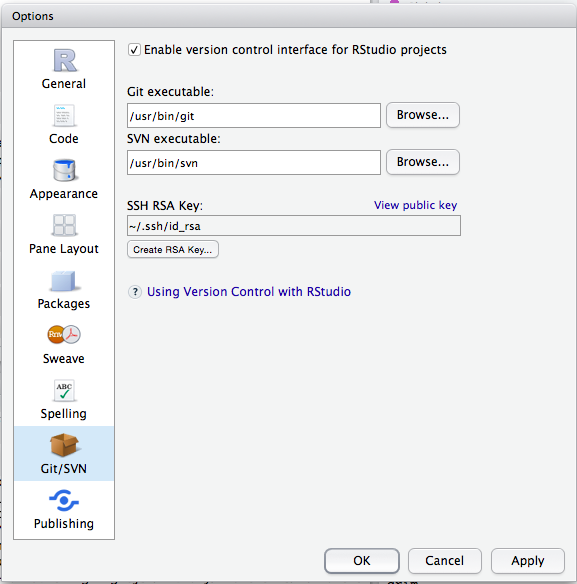 Options
General
Code
Appearance
Pane Layout
Packages
Rnw
Sweave
ABC
Spelling
Git/SVN
Publishing
Enable version control interface for RStudio projects
Git executable:
/usr/bin/git
Browse...
SVN executable:
/usr/bin/svn
Browse...
SSH RSA Key:
View public key
~/.ssh/id_rsa
Create RSA Key...
? Using Version Control with RStudio
OK
Cancel
Apply